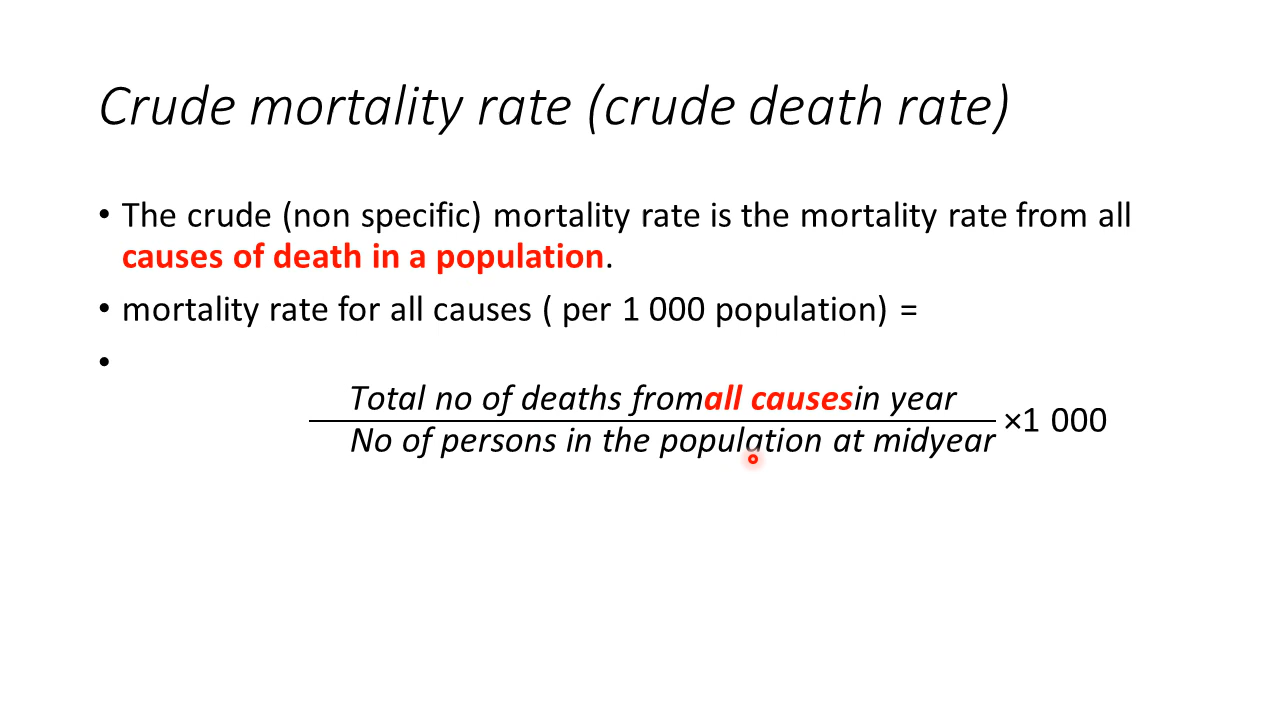 Crude mortality rate (crude death rate)
• The crude (non specific) mortality rate is the mortality rate from all
causes of death in a population.
• mortality rate for all causes ( per 1 000 population) =
•
Total no of deaths fromall causesin year
No of persons in the population at midyear
×1 000